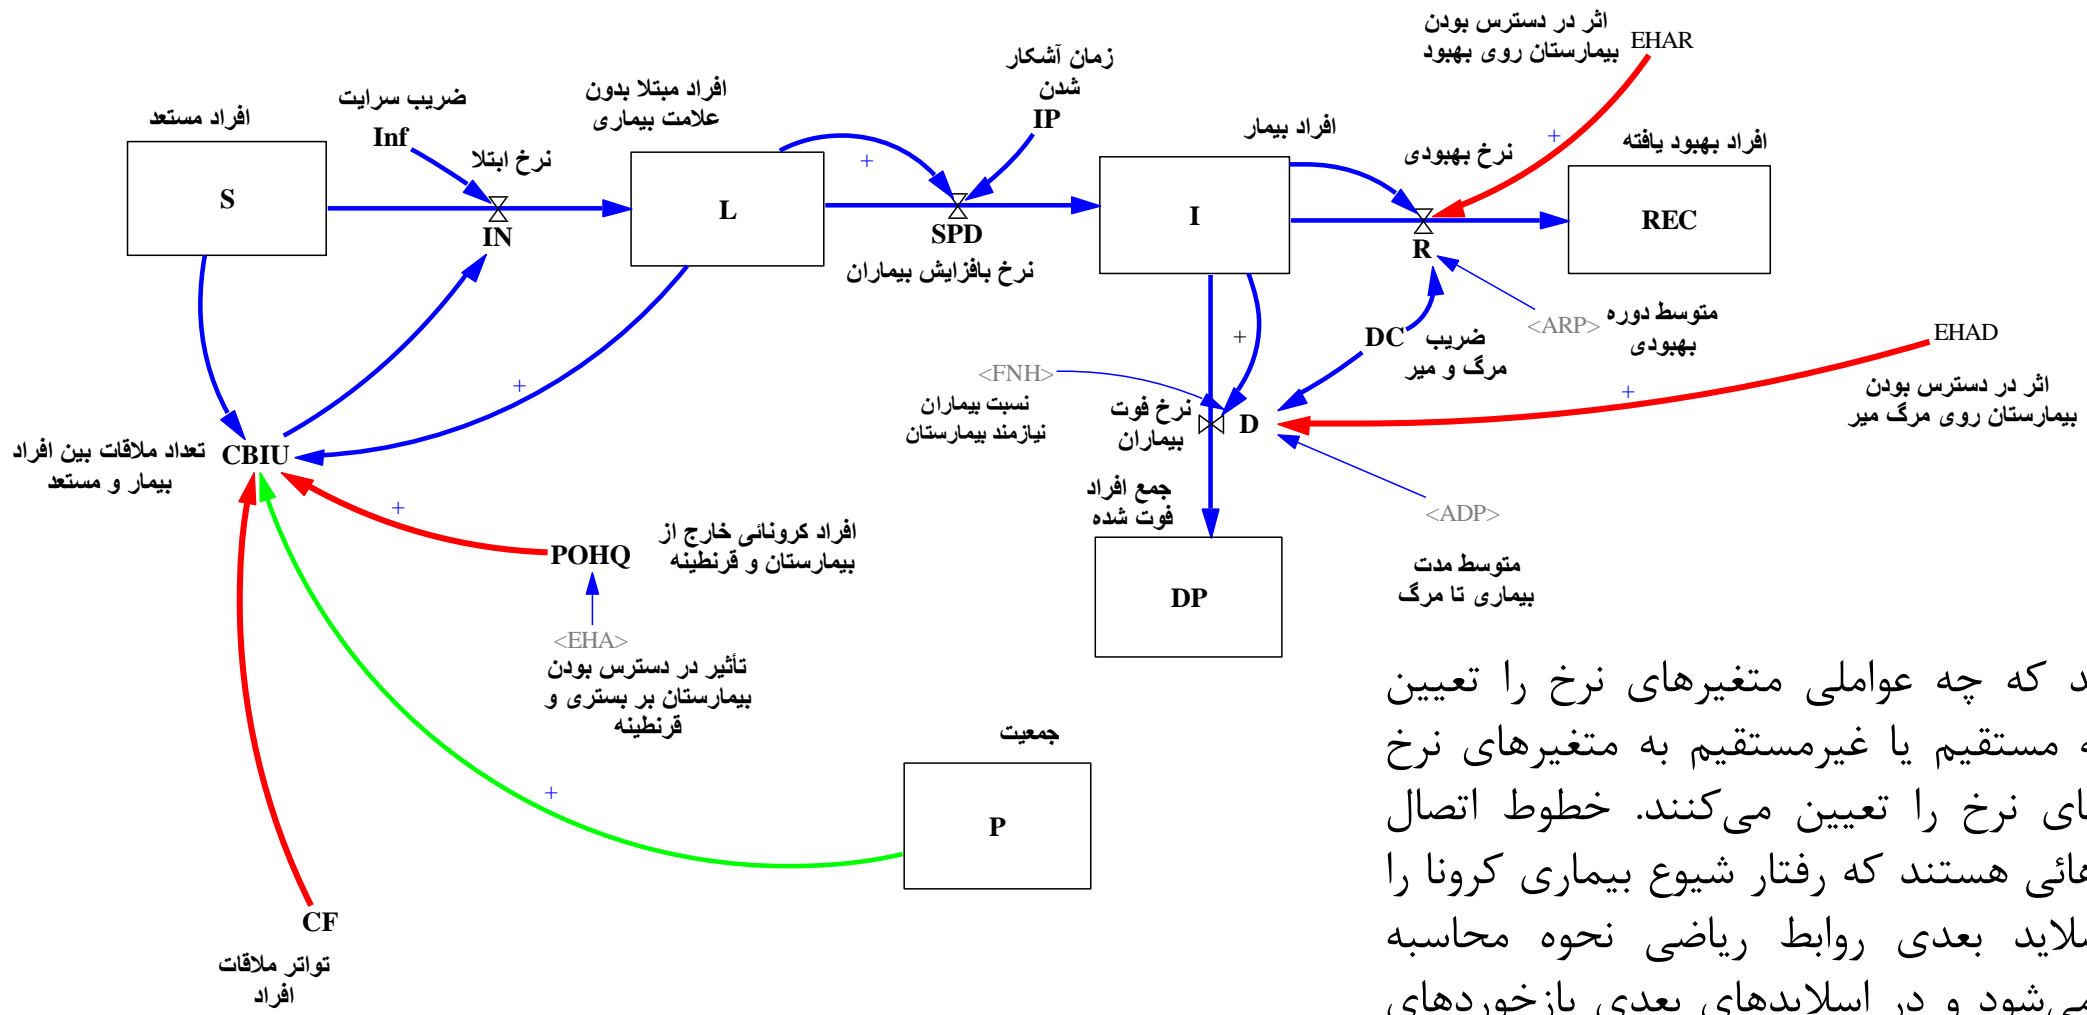 اثر در دسترس بودن
بیمارستان روی بهبود
EHAR
زمان آشکار
شدن
IP
افراد مبتلا بدون
علامت بیماری
ضریب سرایت
Inf
افراد مستعد
S
نرخ ابتلا
IN
L
+
SPD
نرخ بافزایش بیماران
افراد بیمار
I
نرخ بهبودی
R
+
افراد بهبود یافته
REC
<ARP>
متوسط دوره
بهبودی
DC
ضریب
مرگ و میر
EHAD
اثر در دسترس بودن
بیمارستان روی مرگ میر
+
+
<FNH>
نسبت بیماران
نیازمند بیمارستان
نرخ فوت
بیماران
D
<ADP>
متوسط مدت
بیماری تا مرگ
جمع افراد
فوت شده
DP
+
تعداد ملاقات بین افراد
بیمار و مستعد
CBIU
+
POHQ
افراد کرونائی خارج از
بیمارستان و قرنطینه
<EHA>
تأثیر در دسترس بودن
بیمارستان بر بستری و
قرنطینه
جمعیت
P
+
CF
تواتر ملاقات
افراد
که چه عواملی متغیرهای نرخ را تعیین
مستقیم یا غیرمستقیم به متغیرهای نرخ
نرخ را تعیین می‌کنند. خطوط اتصال
هستند که رفتار شیوع بیماری کرونا را
بعدی روابط ریاضی نحوه محاسبه
می‌شود و در اسلایدهای بعدی بازخوردهای